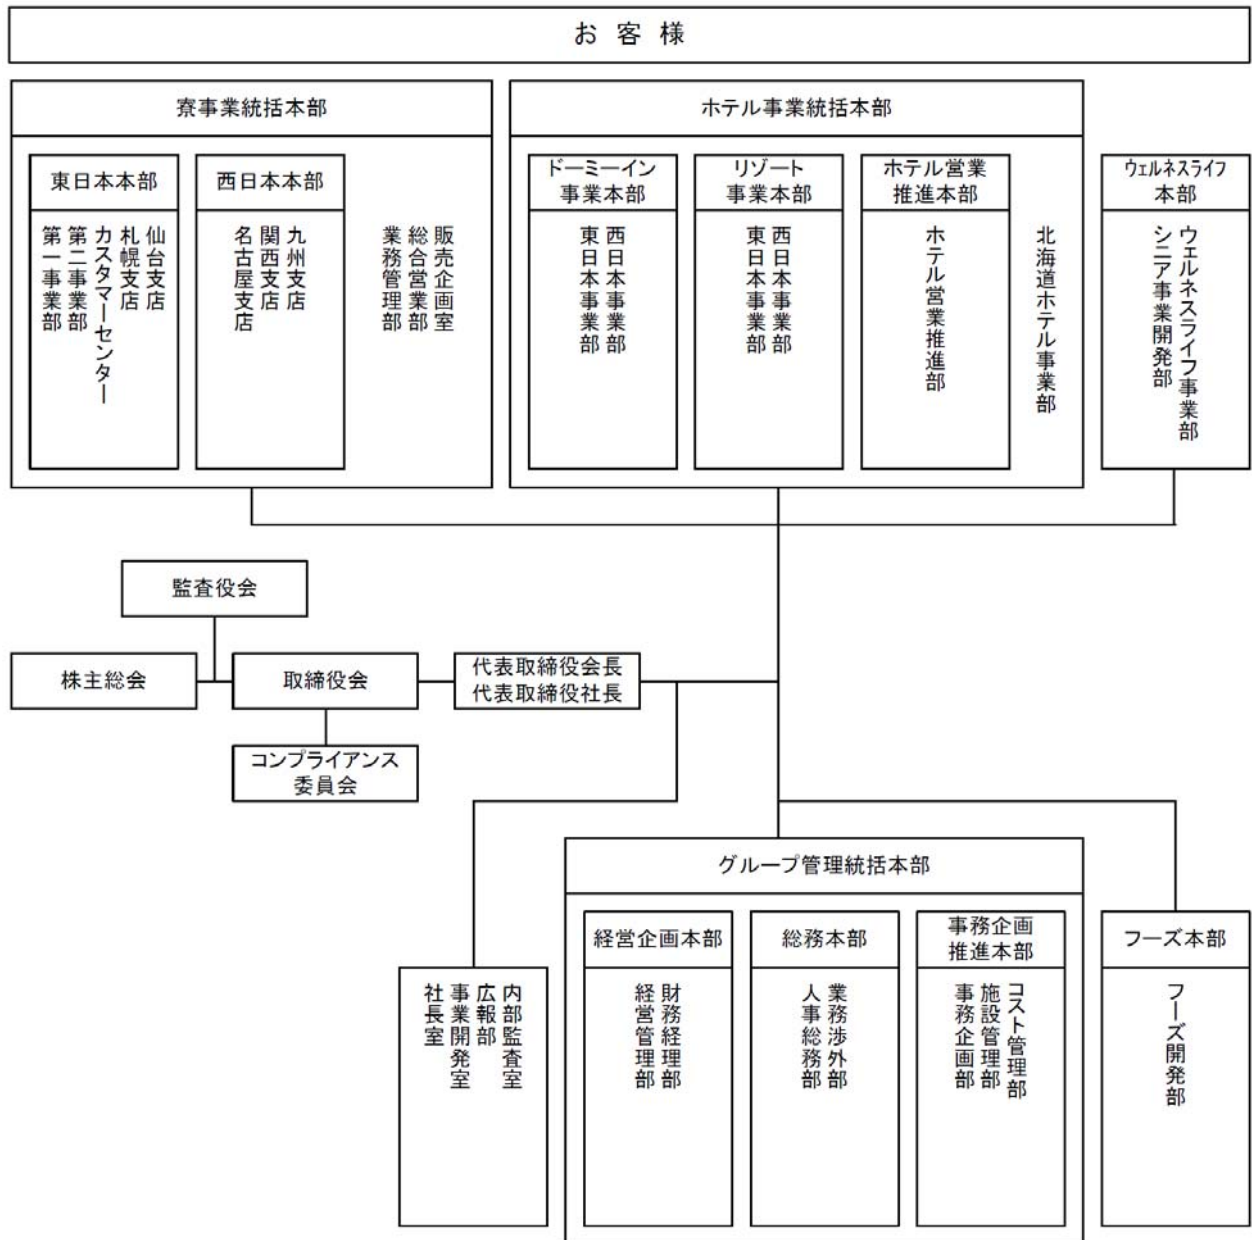 お客様
寮事業統括本部
東日本本部
第一事業部
第二事業部
カスタマーセンター
札幌支店
仙台支店
西日本本部
名古屋支店
関西支店
九州支店
業務管理部
総合営業部
販売企画室
ホテル事業統括本部
ドーミーイン
事業本部
東日本事業部
西日本事業部
リゾート
事業本部
東日本事業部
西日本事業部
ホテル営業
推進本部
ホテル営業推進部
北海道ホテル事業部
ウェルネスライフ
本部
シニア事業開発部
ウェルネスライフ事業部
監査役会
株主総会
取締役会
代表取締役会長
代表取締役社長
コンプライアンス
委員会
社長室
事業開発室
広報部
内部監査室
グループ管理統括本部
経営企画本部
経営管理部
財務経理部
総務本部
人事総務部
業務渉外部
事務企画
推進本部
事務企画部
施設管理部
コスト管理部
フーズ本部
フーズ開発部